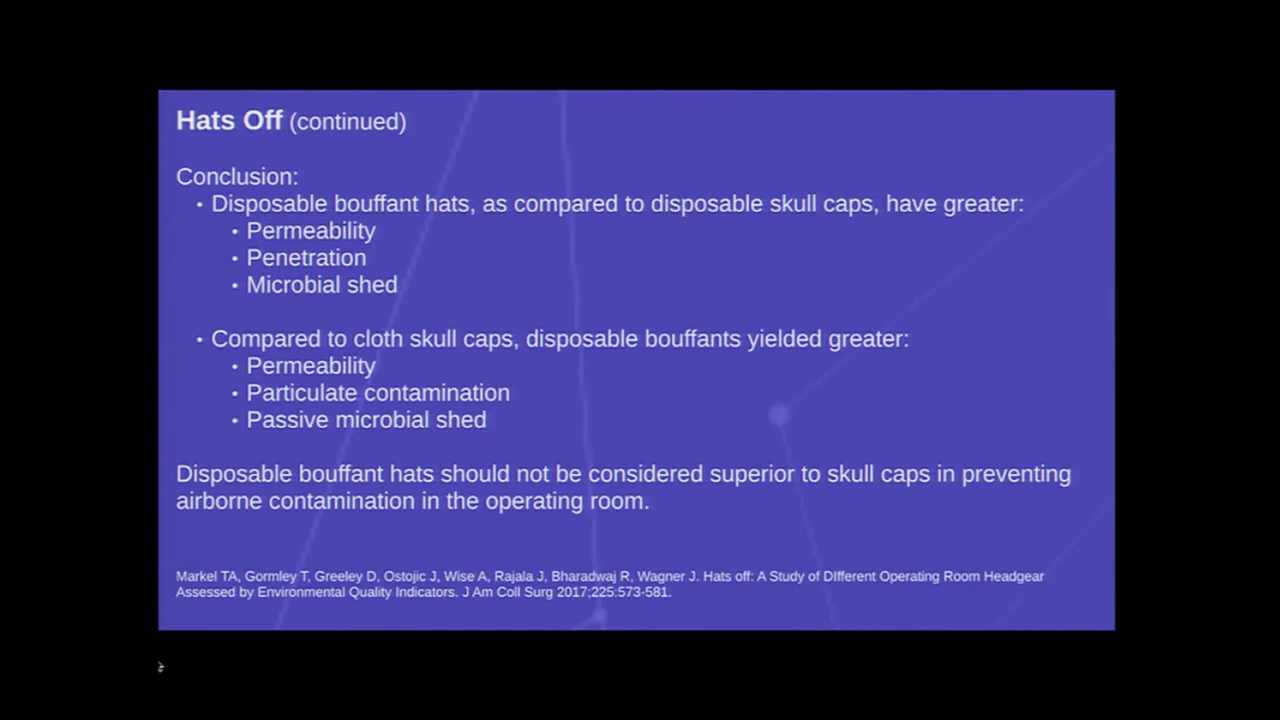 Hats Off (continued)
Conclusion:
• Disposable bouffant hats, as compared to disposable skull caps, have greater:
• Permeability
• Penetration
• Microbial shed
• Compared to cloth skull caps, disposable bouffants yielded greater:
• Permeability
• Particulate contamination
• Passive microbial shed
Disposable bouffant hats should not be considered superior to skull caps in preventing
airborne contamination in the operating room.
Markel TA, Gormley T, Greeley D, Ostojic J, Wise A, Rajala J, Bharadwaj R, Wagner J. Hats off: A Study of DIfferent Operating Room Headgear
Assessed by Environmental Quality Indicators. J Am Coll Surg 2017;225:573-581.